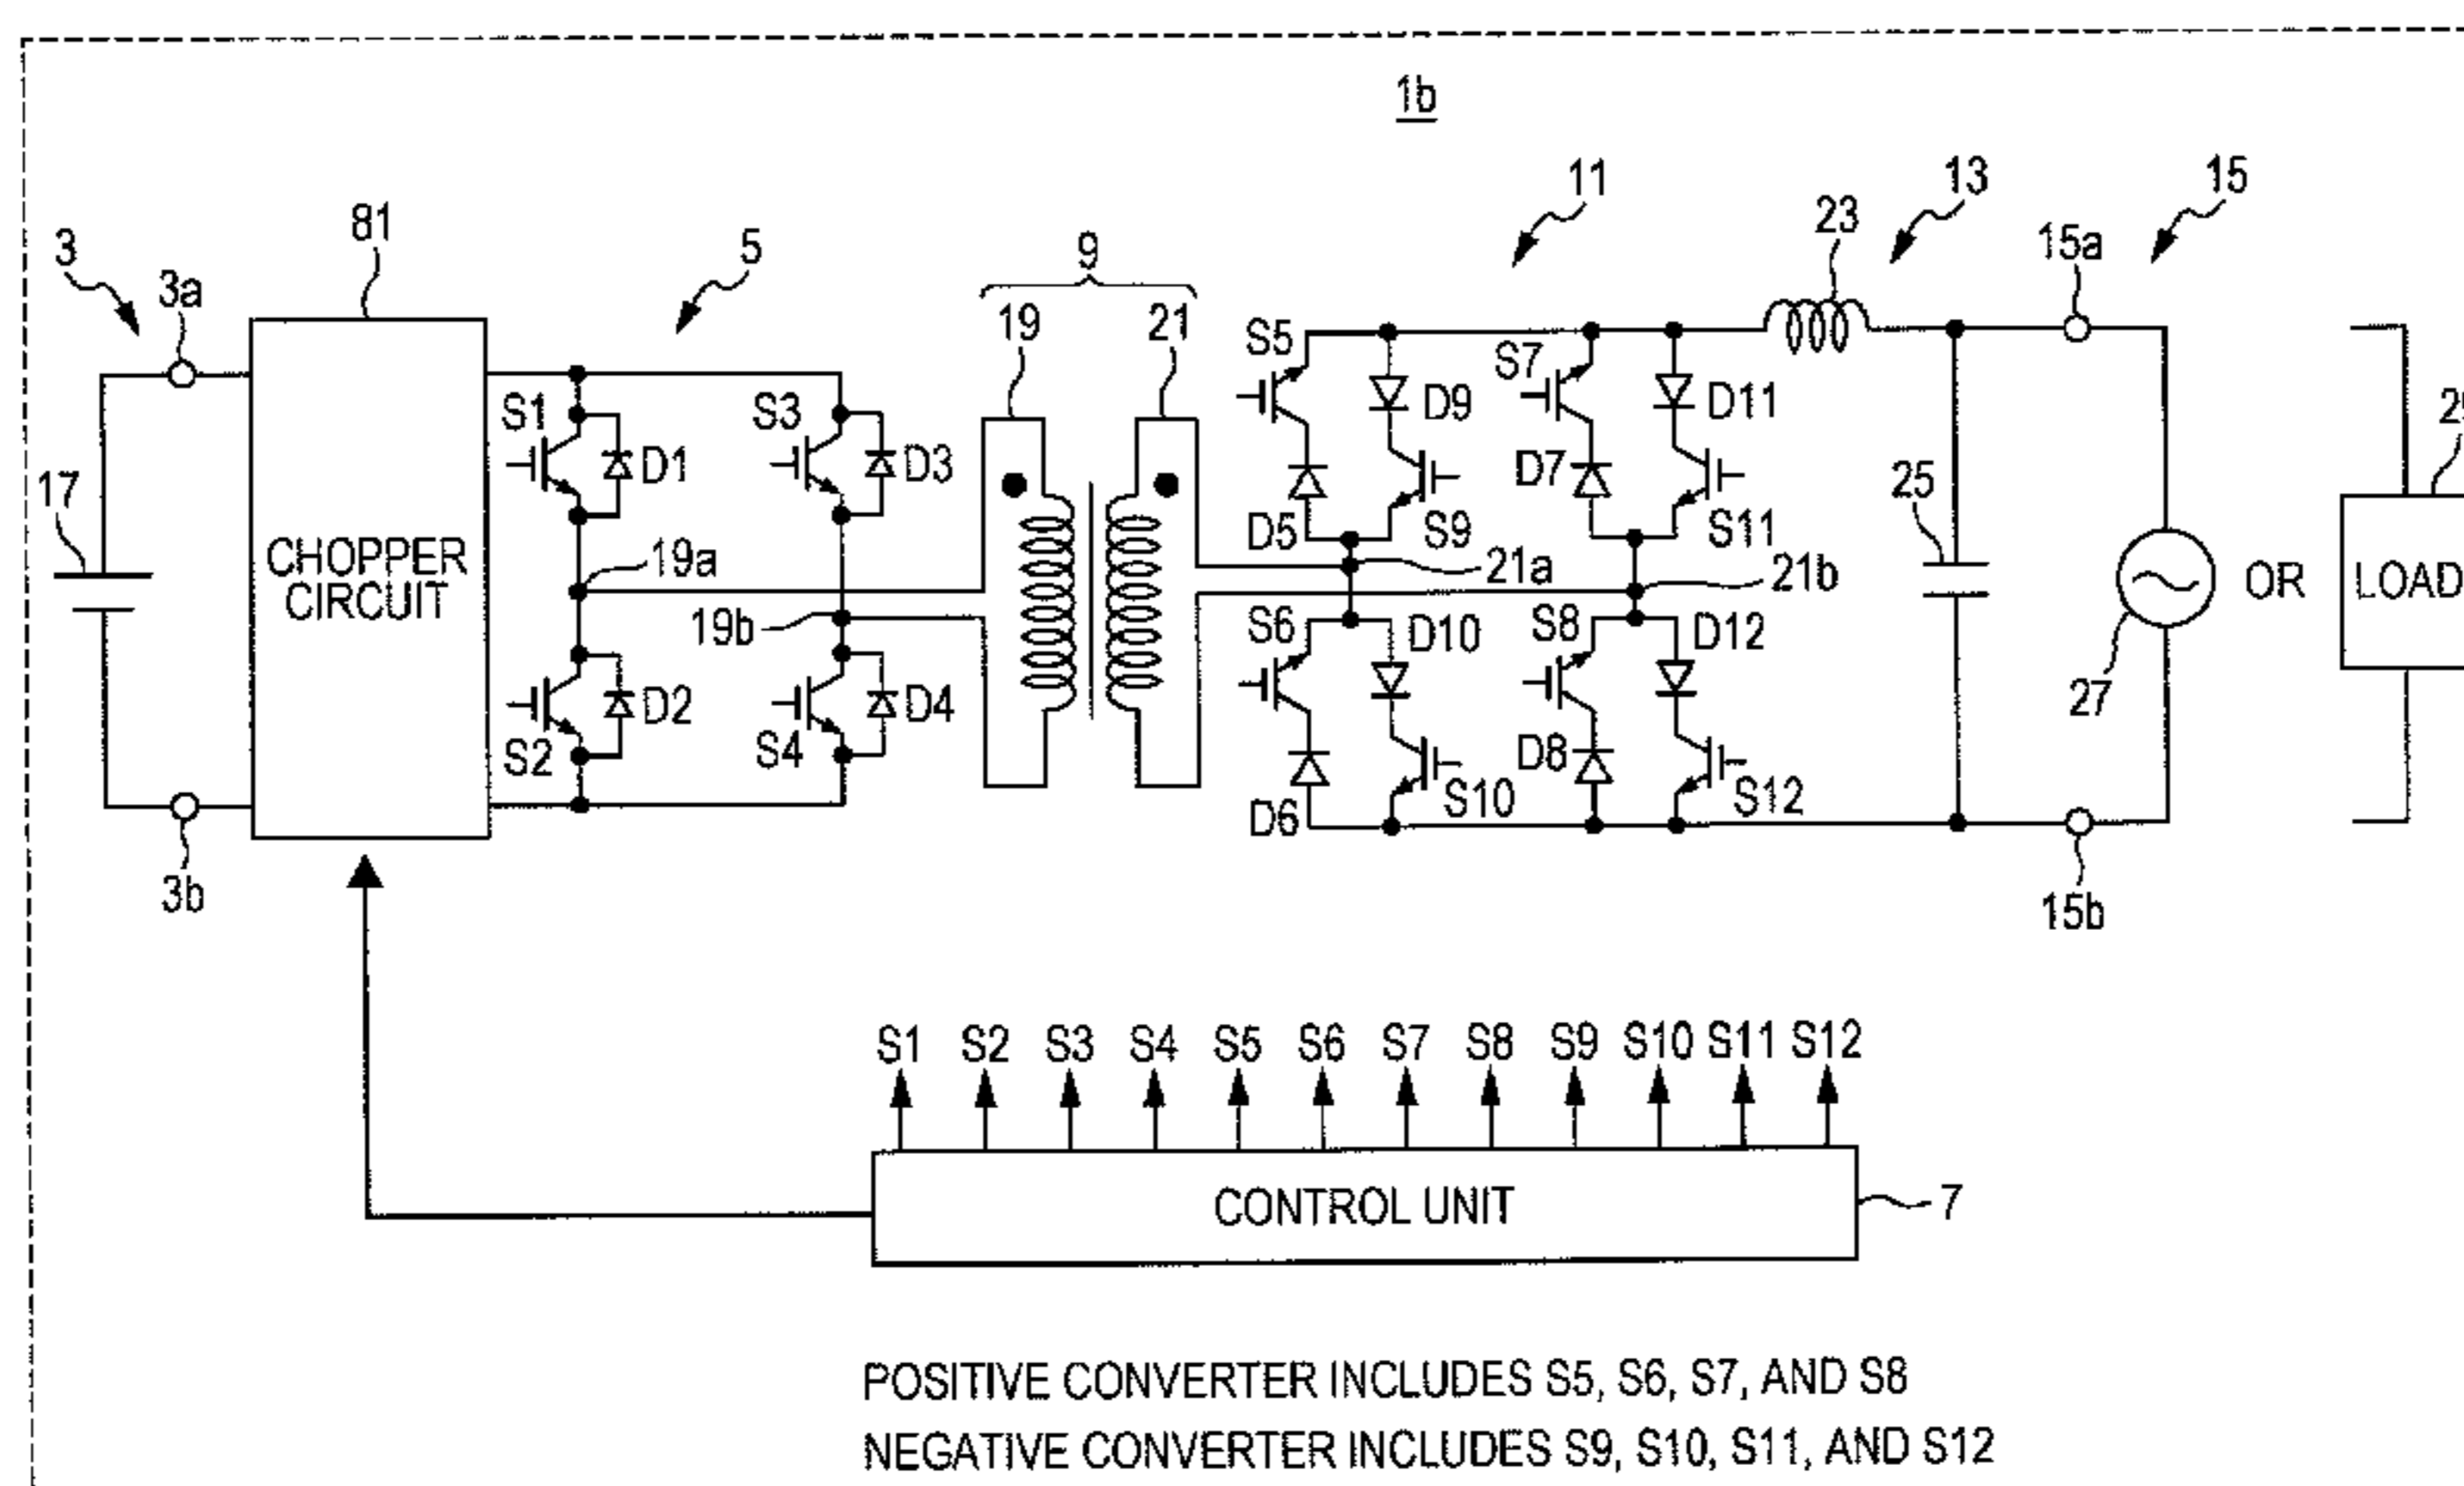 1b
11
13
15
23
15a
81
3
3a
5
9
19
21
S5
S7
D9
D11
S1
S3
D1
D3
17
D7
25
D5
S9
S11
CHOPPER
CIRCUIT
19a
21a
21b
OR
LOAD
19b
S6
D10
S8
D12
D2
D4
27
S2
S4
D8
D6
S10
S12
3b
15b
S1 S2 S3 S4 S5 S6 S7 S8 S9 S10 S11 S12
CONTROL UNIT
7
POSITIVE CONVERTER INCLUDES S5, S6, S7, AND S8
NEGATIVE CONVERTER INCLUDES S9, S10, S11, AND S12